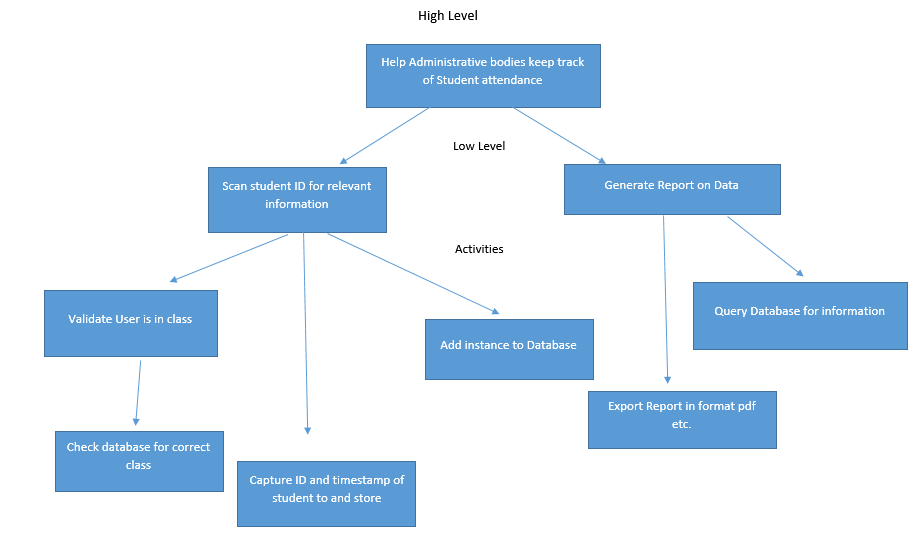 High Level
Help Administrative bodies keep track
of Student attendance
Low Level
Scan student ID for relevant
information
Generate Report on Data
Activities
Validate User is in class
Add instance to Database
Query Database for information
Check database for correct
class
Capture ID and timestamp of
student to and store
Export Report in format pdf
etc.